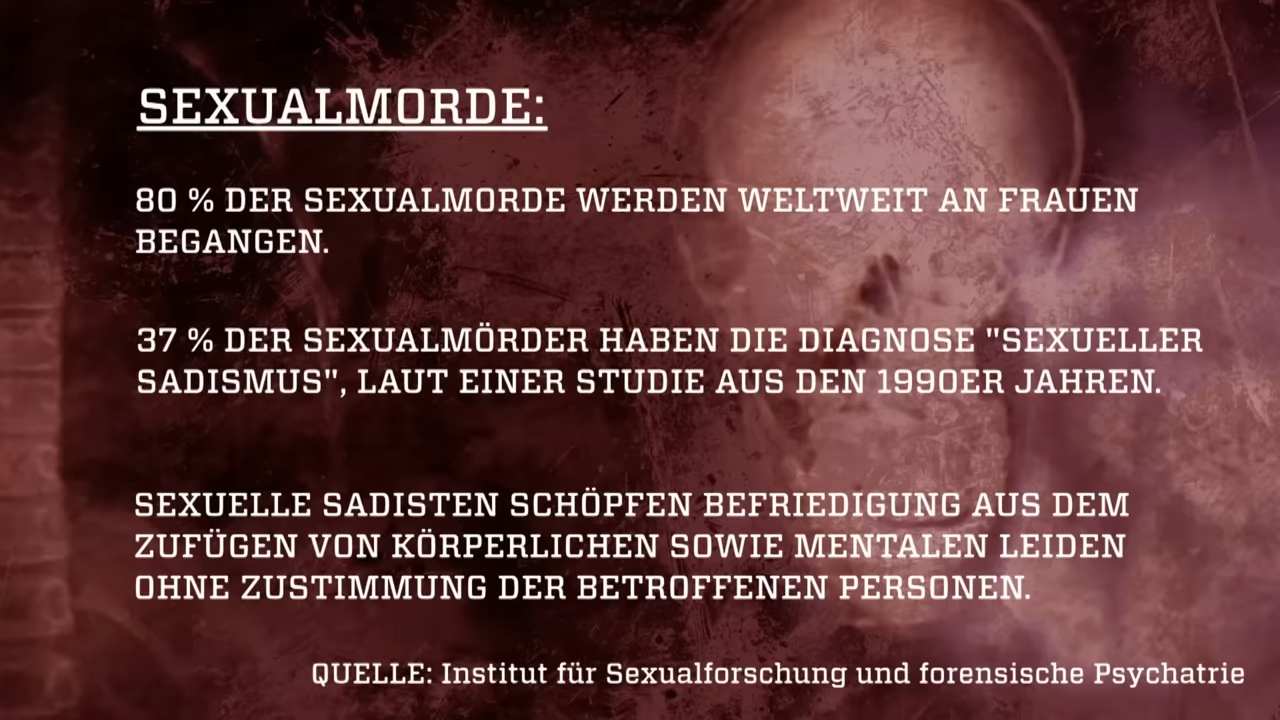 SEXUALMORDE:
80 % DER SEXUALMORDE WERDEN WELTWEIT AN FRAUEN
BEGANGEN.
37 % DER SEXUALMÖRDER HABEN DIE DIAGNOSE "SEXUELLER
SADISMUS", LAUT EINER STUDIE AUS DEN 1990ER JAHREN.
SEXUELLE SADISTEN SCHÖPFEN BEFRIEDIGUNG AUS DEM
ZUFÜGEN VON KÖRPERLICHEN SOWIE MENTALEN LEIDEN
OHNE ZUSTIMMUNG DER BETROFFENEN PERSONEN.
QUELLE: Institut für Sexualforschung und forensische Psychatrie